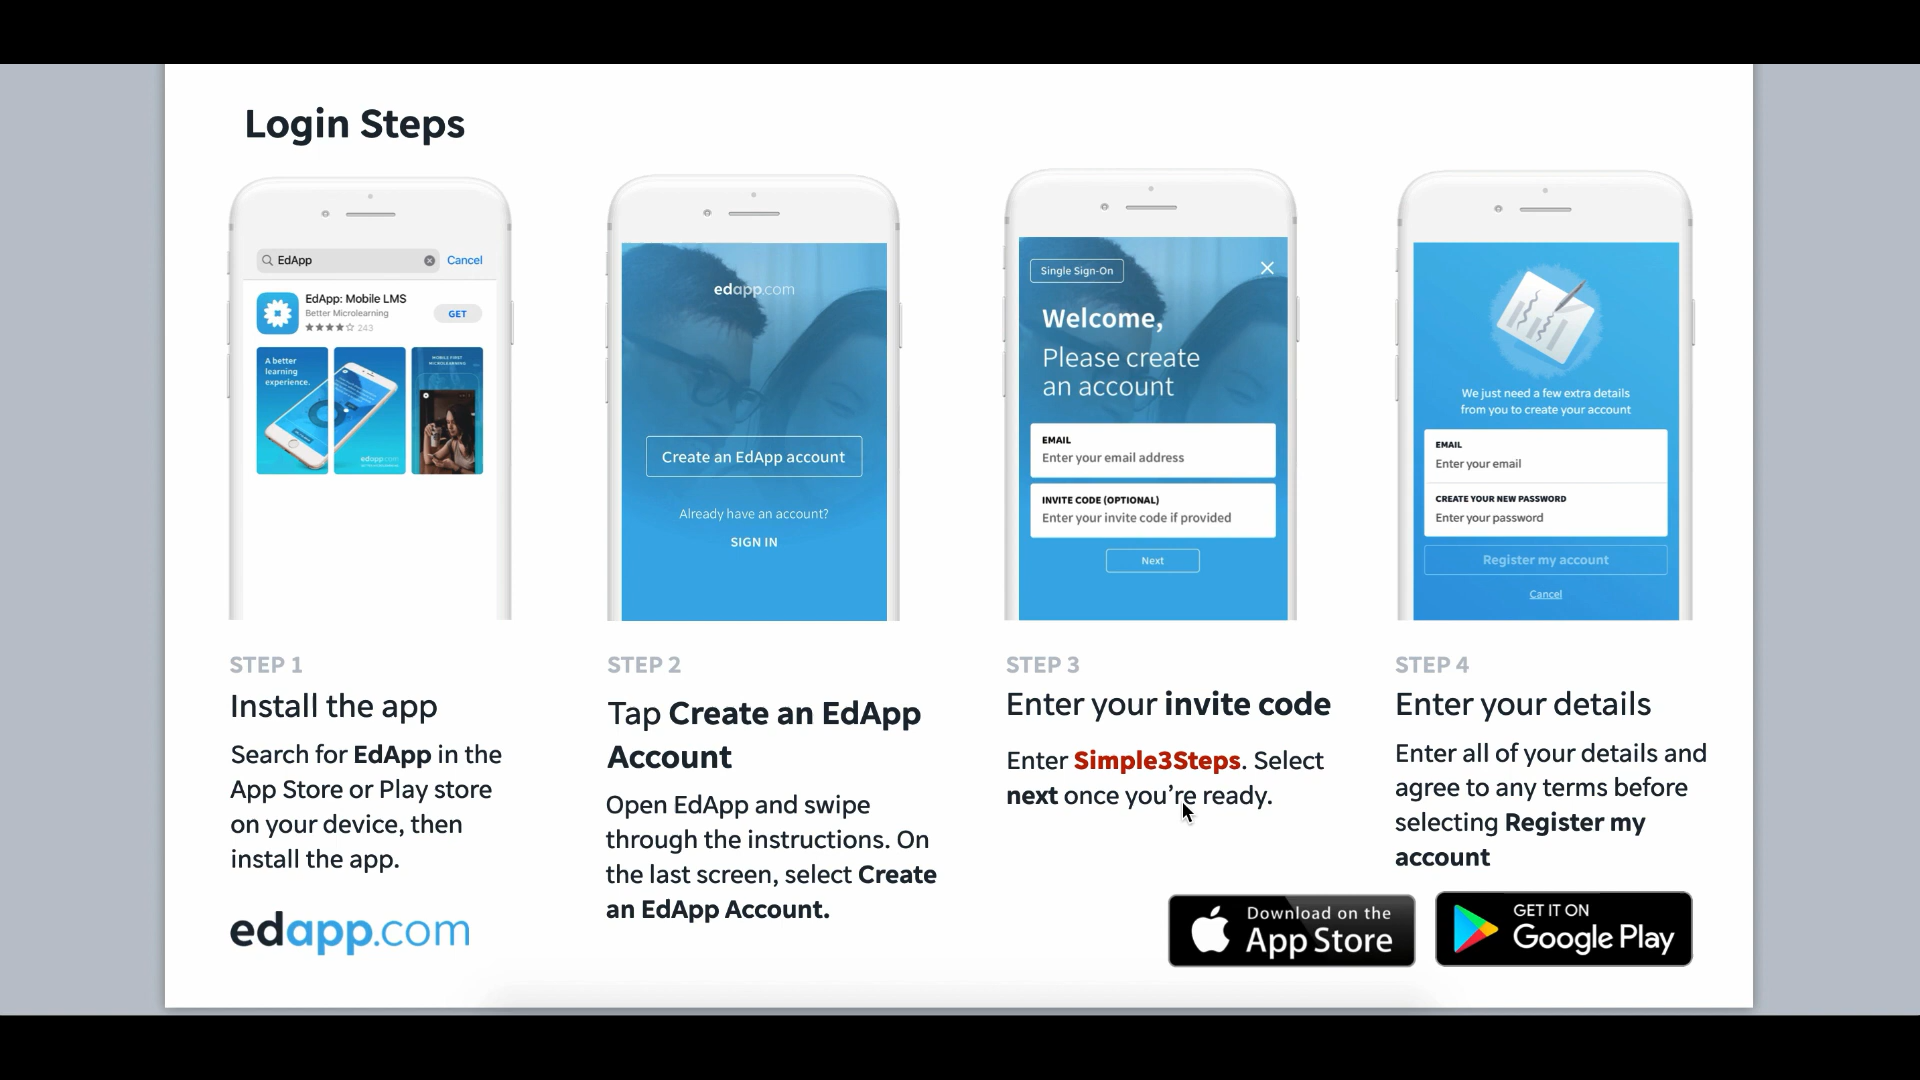 Login Steps
EdApp
Cancel
EdApp: Mobile LMS
Better Microlearning
243
GET
A better
learning
experience.
MOBILE FIRST
MICROLEARNING
edapp.com
edapp.com
Create an EdApp account
Already have an account?
SIGN IN
Single Sign-On
Welcome,
Please create
an account
EMAIL
Enter your email address
INVITE CODE (OPTIONAL)
Enter your invite code if provided
Next
We just need a few extra details
from you to create your account
EMAIL
Enter your email
CREATE YOUR NEW PASSWORD
Enter your password
Register my account
Cancel
STEP 1
Install the app
Search for EdApp in the
App Store or Play store
on your device, then
install the app.
STEP 2
Tap Create an EdApp
Account
Open EdApp and swipe
through the instructions. On
the last screen, select Create
an EdApp Account.
STEP 3
Enter your invite code
Enter Simple3Steps. Select
next once you're ready.
STEP 4
Enter your details
Enter all of your details and
agree to any terms before
selecting Register my
account
edapp.com
Download on the
App Store
GET IT ON
Google Play